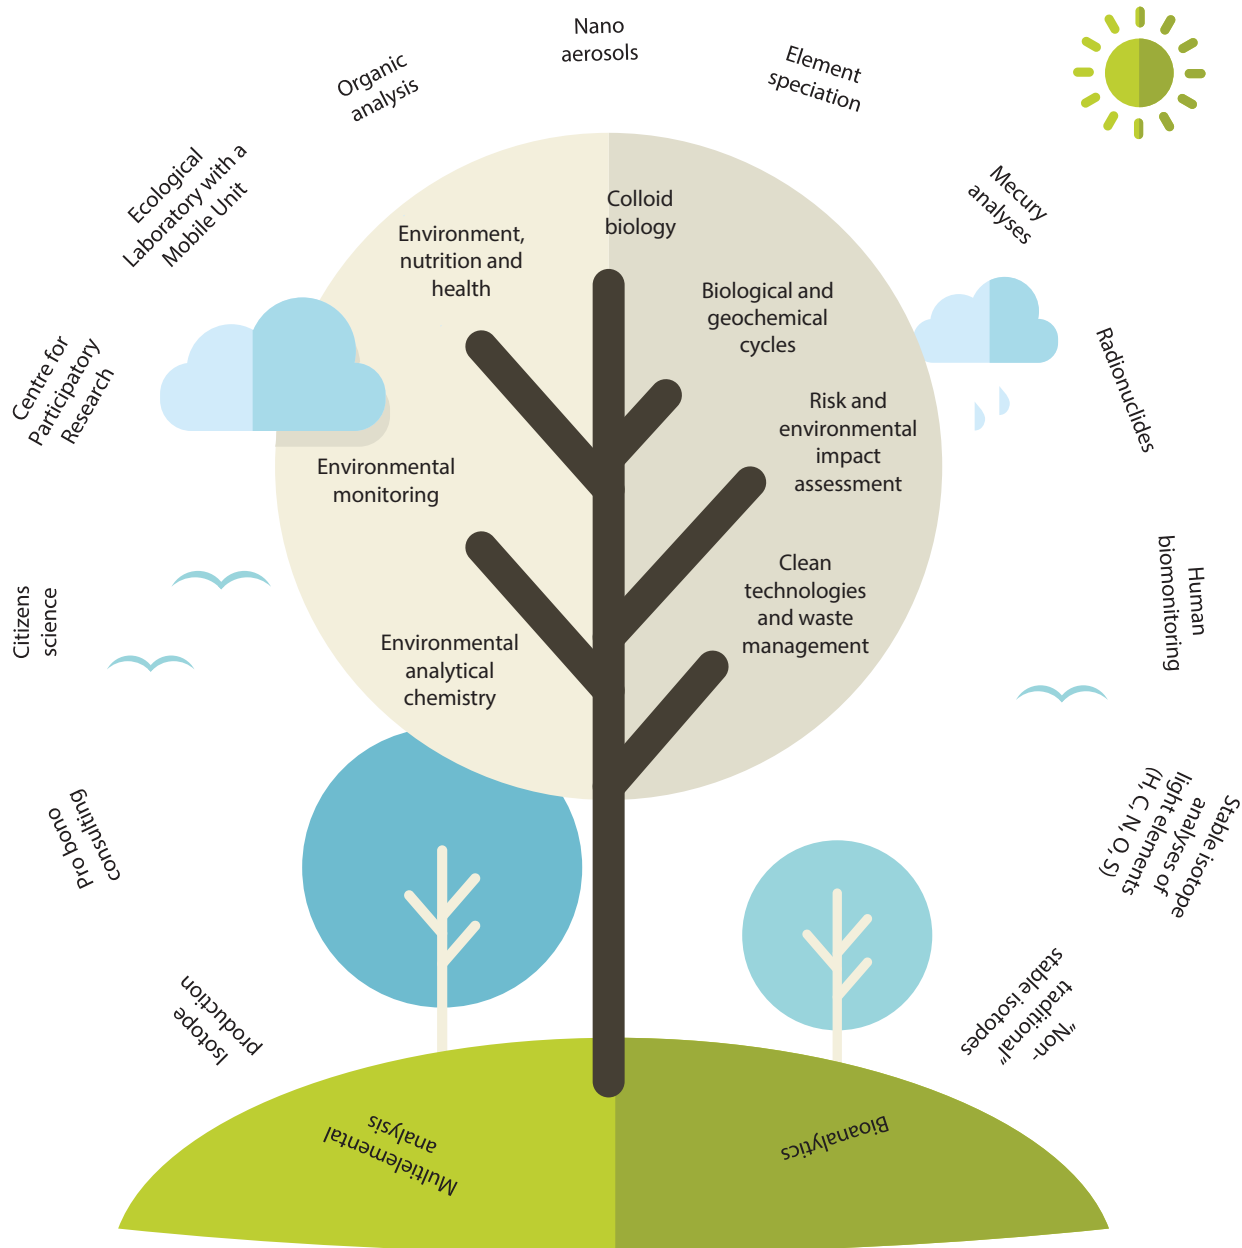 Nano
aerosols
Element
speciation
Mecury
analyses
Radionuclides
Human
biomonitoring
Stable isotope
analyses of
light elements
(H, C, N, O, S)
“Non-
traditional”
stable isotopes
Bioanalytics
Multielemental
analysis
Isotope
production
Pro bono
consulting
Citizens
science
Centre for
Participatory
Research
Ecological
Laboratory with a
Mobile Unit
Organic
analysis
Colloid
biology
Environment,
nutrition and
health
Biological and
geochemical
cycles
Risk and
environmental
impact
assessment
Environmental
monitoring
Clean
technologies
and waste
management
Environmental
analytical
chemistry